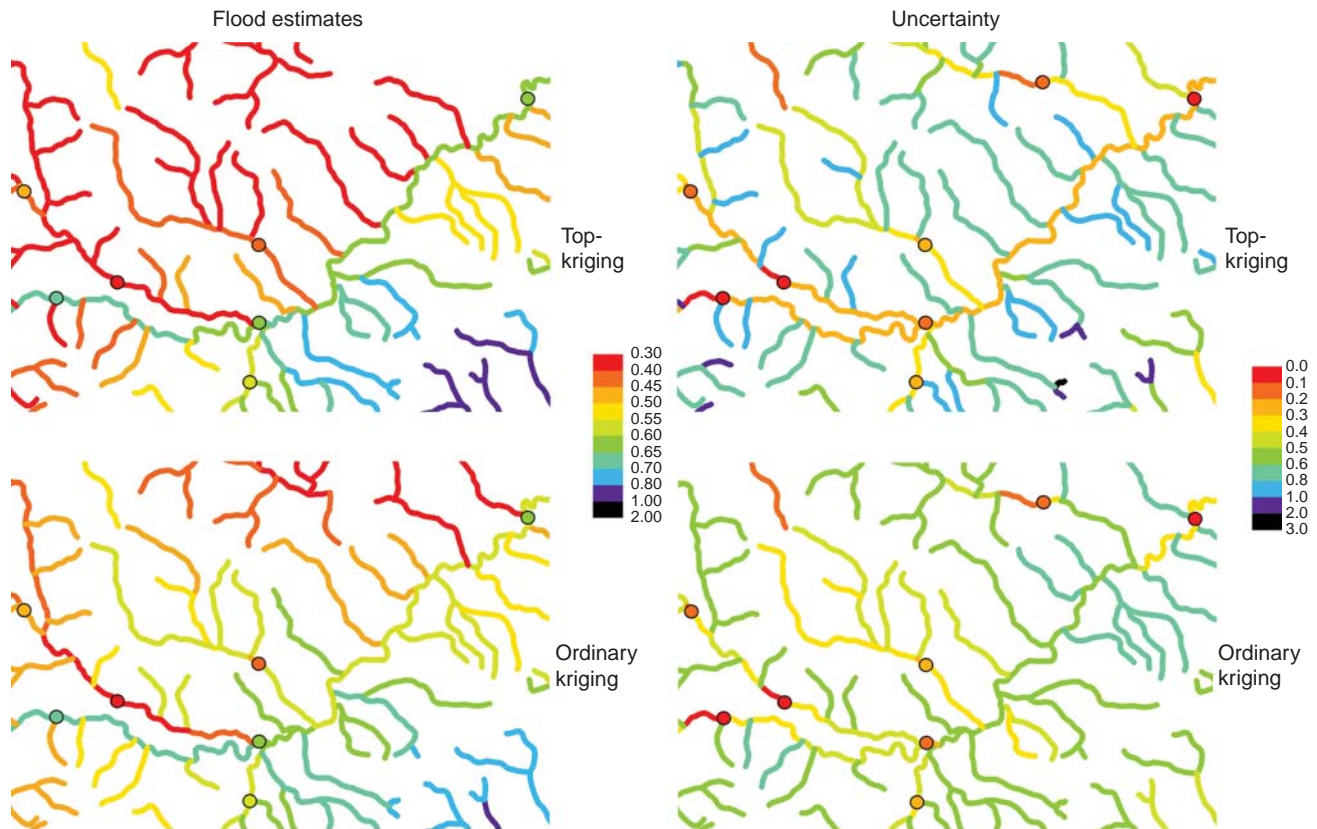 Flood estimates
Uncertainty
Top-
kriging
Top-
kriging
0.30
0.40
0.45
0.50
0.55
0.60
0.65
0.70
0.80
1.00
2.00
0.0
0.1
0.2
0.3
0.4
0.5
0.6
0.8
1.0
2.0
3.0
Ordinary
kriging
Ordinary
kriging